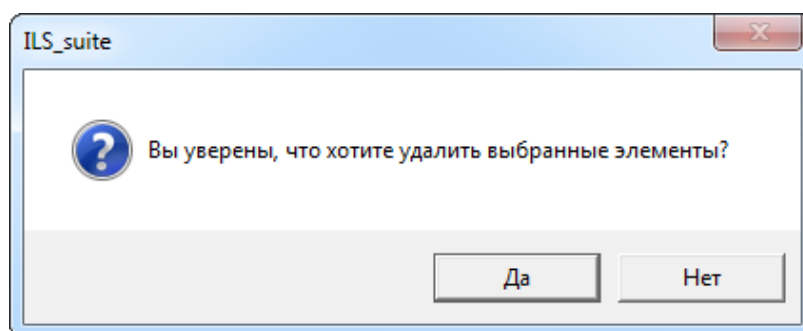 ILS_suite
Вы уверены, что хотите удалить выбранные элементы?
Да
Нет